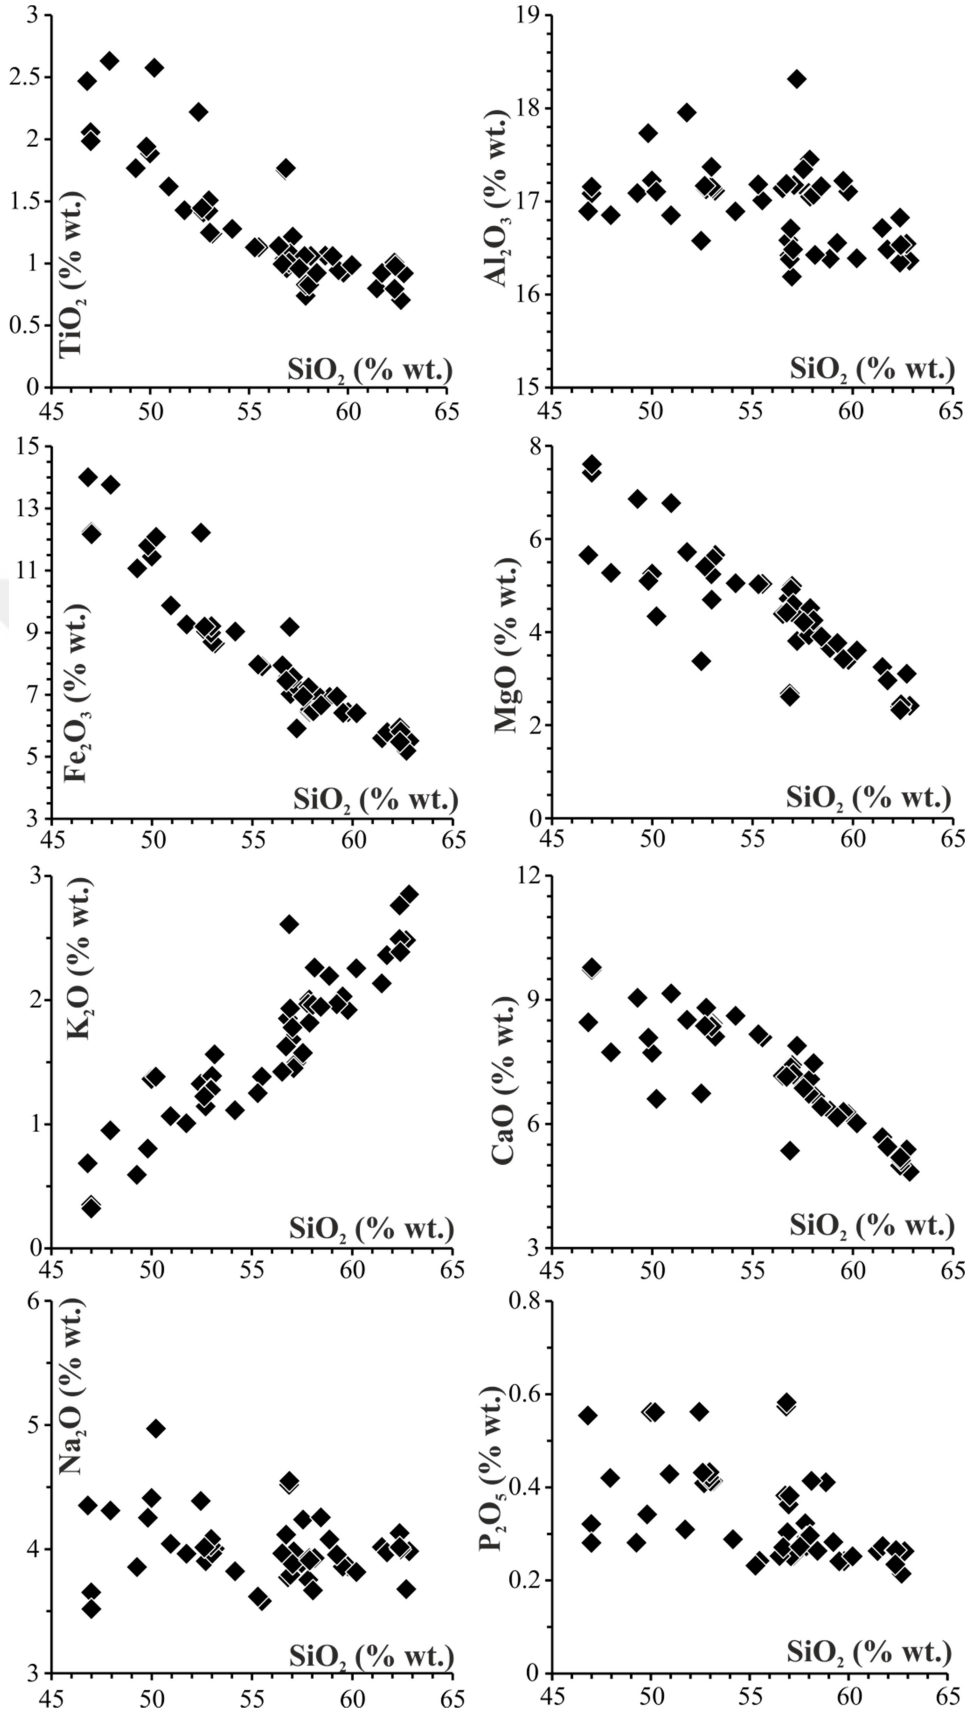 3
2.5
2
1.5
1
0.5
0
TiO₂ (% wt.)
SiO₂ (% wt.)
45 50 55 60 65
19
18
17
16
15
Al₂O₃ (% wt.)
SiO₂ (% wt.)
45 50 55 60 65
15
13
11
9
7
5
3
Fe₂O₃ (% wt.)
SiO₂ (% wt.)
45 50 55 60 65
8
6
4
2
0
MgO (% wt.)
SiO₂ (% wt.)
45 50 55 60 65
3
2
1
0
K₂O (% wt.)
SiO₂ (% wt.)
45 50 55 60 65
12
9
6
3
CaO (% wt.)
SiO₂ (% wt.)
45 50 55 60 65
6
5
4
3
Na₂O (% wt.)
SiO₂ (% wt.)
45 50 55 60 65
0.8
0.6
0.4
0.2
0
P₂O₅ (% wt.)
SiO₂ (% wt.)
45 50 55 60 65